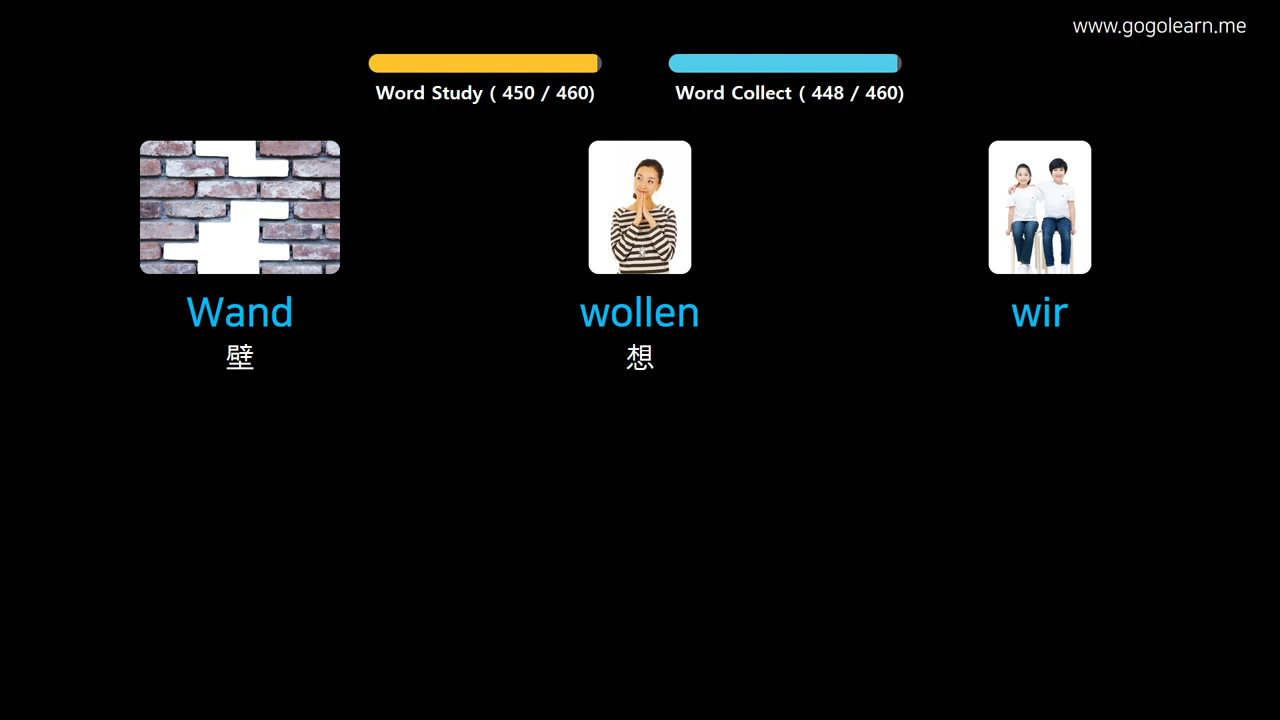 www.gogolearn.me
Word Study ( 450 / 460)
Word Collect ( 448 / 460)
Wand
壁
wollen
想
wir